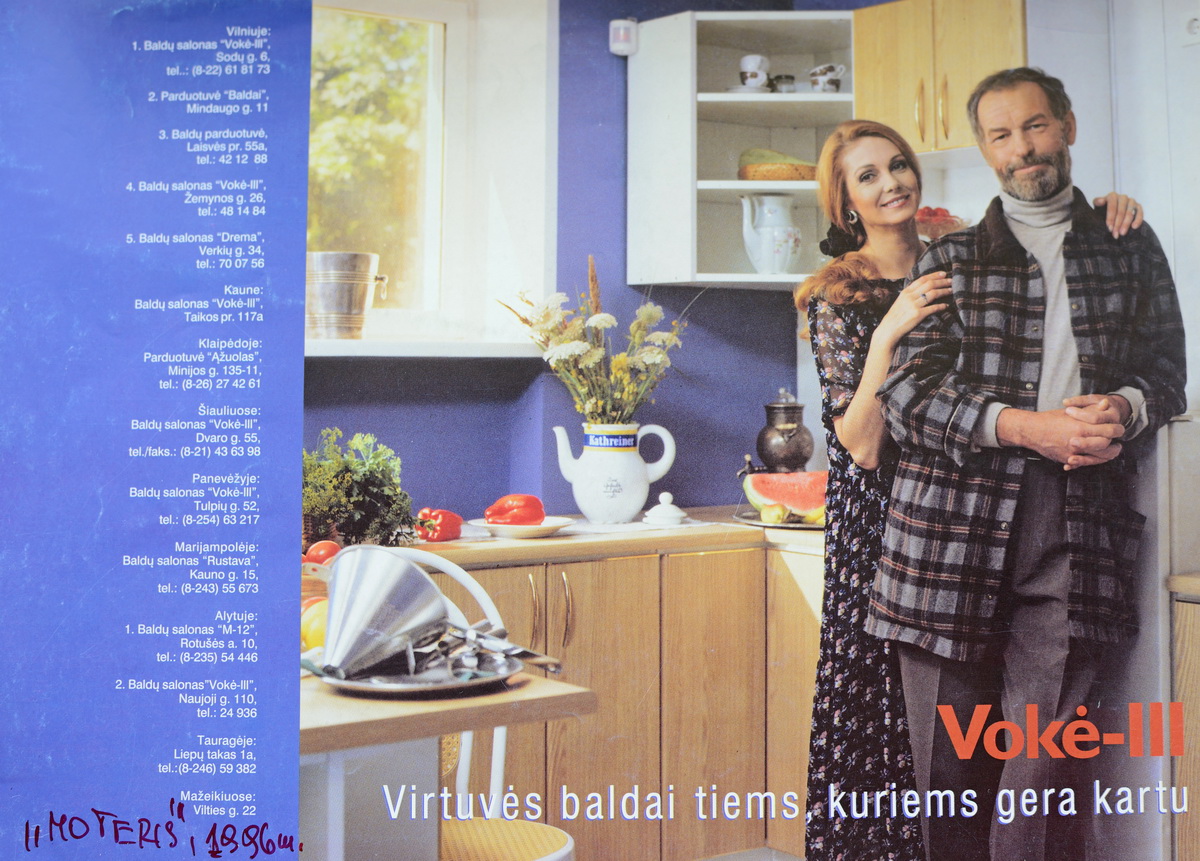 Vilniuje:
1. Baldų salonas “Vokė-III”,
Sodų g. 6,
tel..: (8-22) 61 81 73
2. Parduotuvė “Baldai”,
Mindaugo g. 11
3. Baldų parduotuvė,
Laisvės pr. 55a,
tel.: 42 12 88
4. Baldų salonas “Vokė-III”,
Žemynos g. 26,
tel.: 48 14 84
5. Baldų salonas “Drema”,
Verkių g. 34,
tel.: 70 07 56
Kaune:
Baldų salonas “Vokė-III”,
Taikos pr. 117a
Klaipėdoje:
Parduotuvė “Ąžuolas”,
Minijos g. 135-11,
tel.: (8-26) 27 42 61
Šiauliuose:
Baldų salonas “Vokė-III”,
Dvaro g. 55,
tel./faks.: (8-21) 43 63 98
Panevėžyje:
Baldų salonas “Vokė-III”,
Tulpių g. 52,
tel.: (8-254) 63 217
Marijampolėje:
Baldų salonas “Rustava”,
Kauno g. 15,
tel.: (8-243) 55 673
Alytuje:
1. Baldų salonas “M-12”,
Rotušės a. 10,
tel.: (8-235) 54 446
2. Baldų salonas”Vokė-III”,
Naujoji g. 110,
tel.: 24 936
Tauragėje:
Liepų takas 1a,
tel.:(8-246) 59 382
Mažeikiuose:
Vilties g. 22
„MOTERIS”, 1996m.
Kathreiner
Vokė-III
Virtuvės baldai tiems, kuriems gera kartu